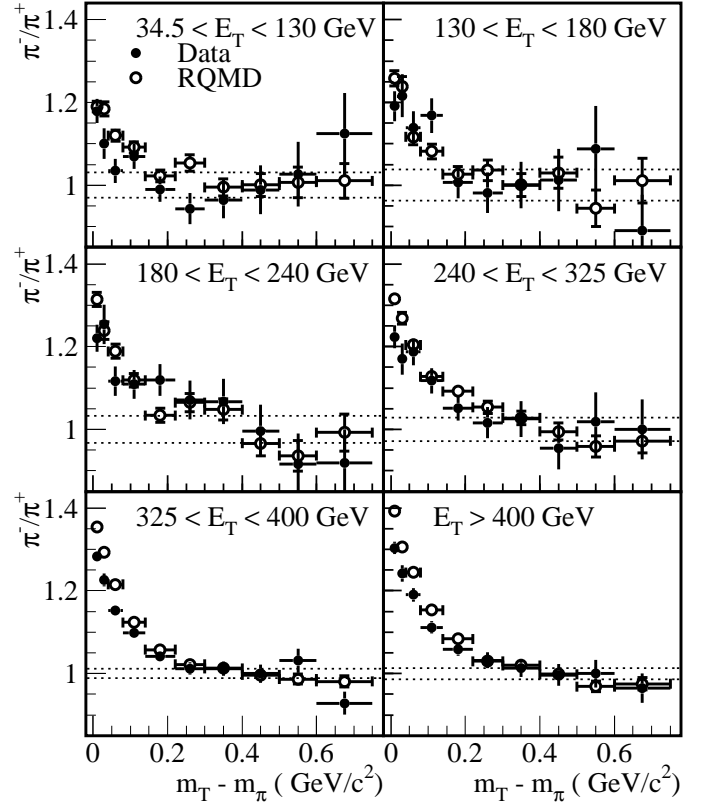 π⁻/π⁺
1.4
1.2
1
34.5 < E_T < 130 GeV
Data
RQMD
130 < E_T < 180 GeV
π⁻/π⁺
1.4
1.2
1
180 < E_T < 240 GeV
240 < E_T < 325 GeV
π⁻/π⁺
1.4
1.2
1
325 < E_T < 400 GeV
E_T > 400 GeV
0 0.2 0.4 0.6
0 0.2 0.4 0.6
m_T - m_π ( GeV/c²)
m_T - m_π ( GeV/c²)